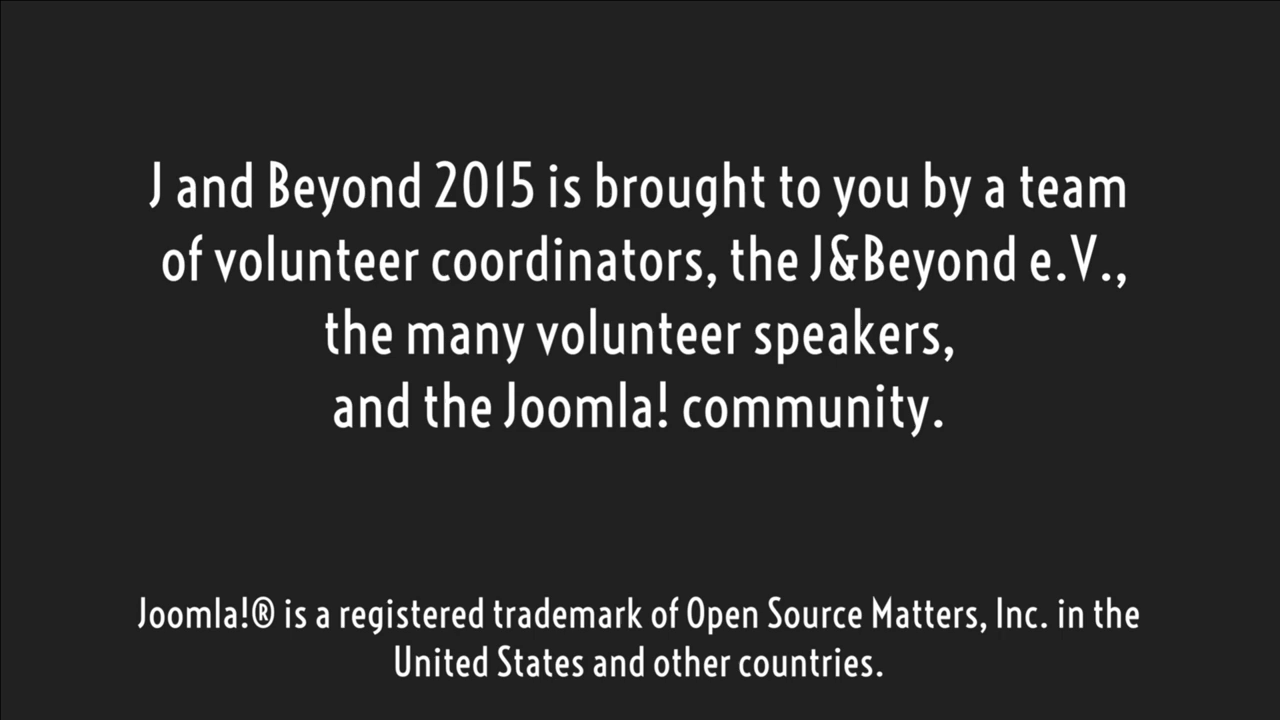 J and Beyond 2015 is brought to you by a team
of volunteer coordinators, the J&Beyond e.V.,
the many volunteer speakers,
and the Joomla! community.
Joomla!® is a registered trademark of Open Source Matters, Inc. in the
United States and other countries.